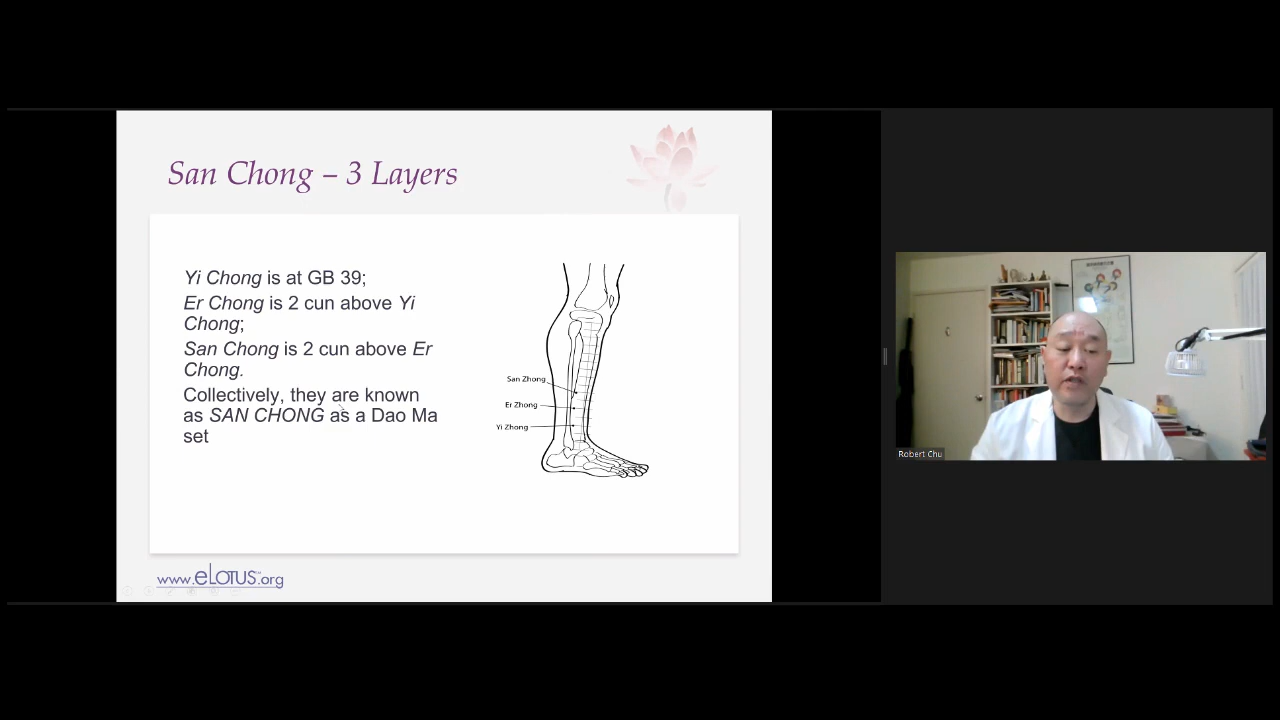 San Chong – 3 Layers
Yi Chong is at GB 39;
Er Chong is 2 cun above Yi
Chong;
San Chong is 2 cun above Er
Chong.
Collectively, they are known
as SAN CHONG as a Dao Ma
set
San Zhong
Er Zhong
Yi Zhong
www.eLOTUS.org
Robert Chu